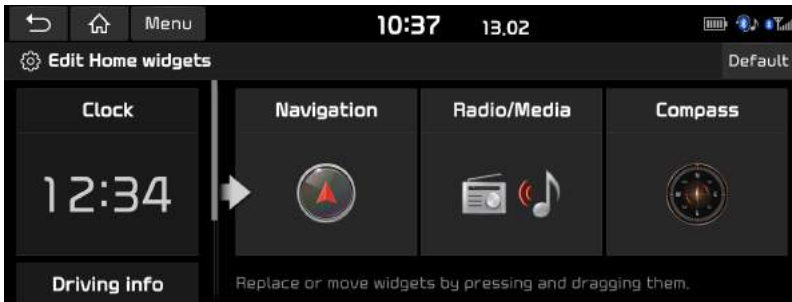 Menu 10:37 13.02
Edit Home widgets Default
Clock Navigation Radio/Media Compass
12:34
Driving info Replace or move widgets by pressing and dragging them.